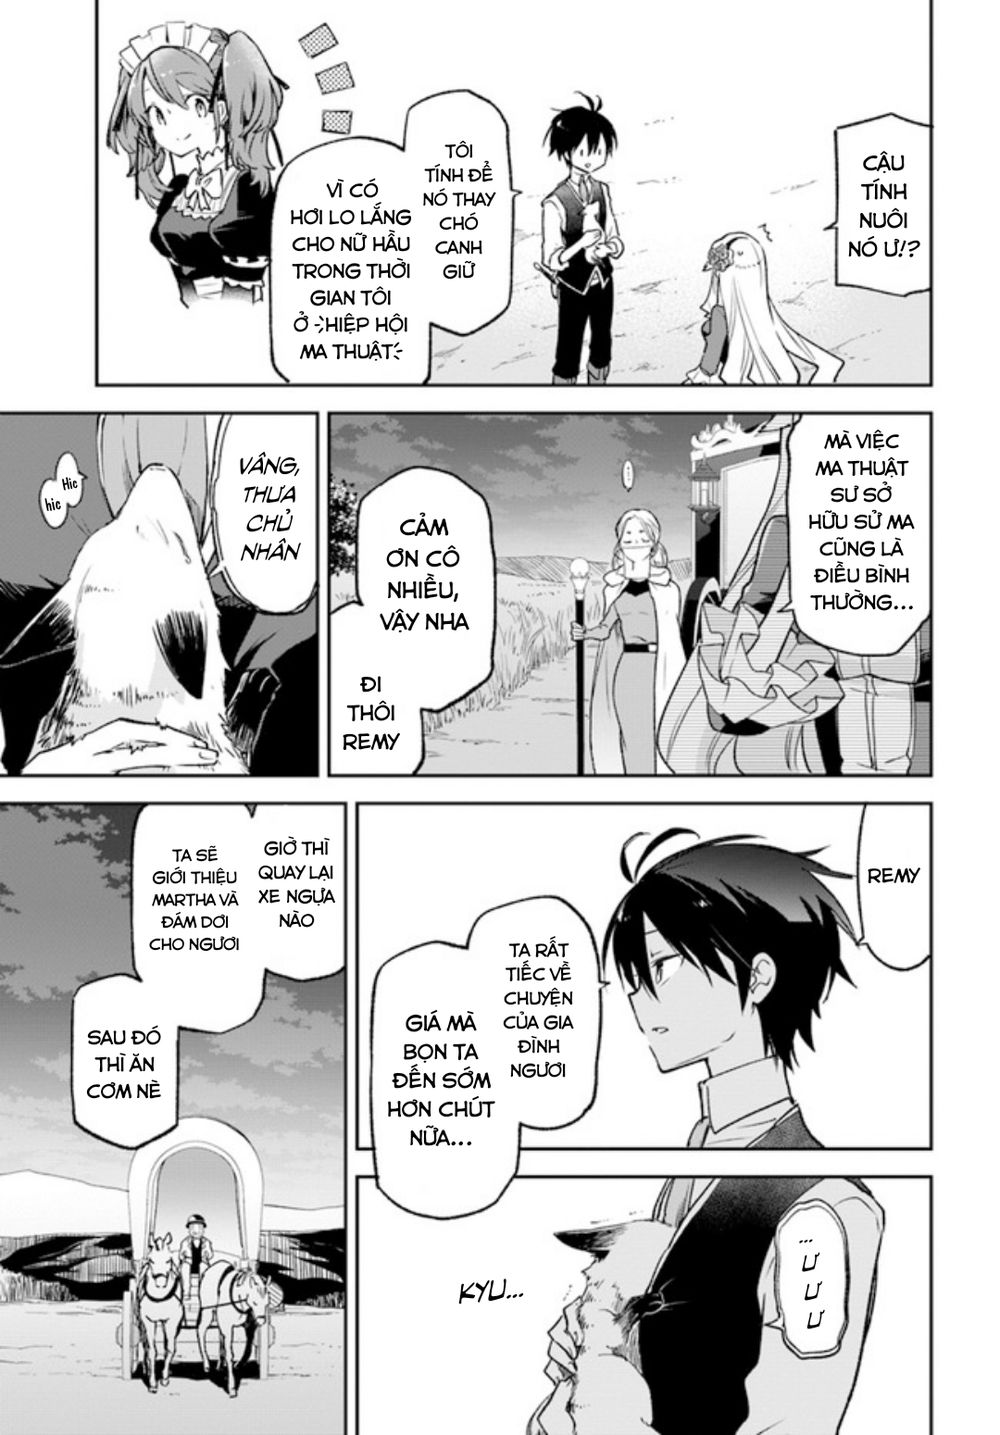 CẬU
TÍNH
NUÔI
NÓ Ư!?
TÔI
TÍNH ĐỂ
NÓ THAY
CHÓ
CANH
GIỮ
VÌ CÓ
HƠI LO LẮNG
CHO NỮ HẦU
TRONG THỜI
GIAN TÔI
Ở HIỆP HỘI
MA THUẬT
MÀ VIỆC
MA THUẬT
SƯ SỞ
HỮU SỬ MA
CŨNG LÀ
ĐIỀU BÌNH
THƯỜNG...
...
CẢM
ƠN CÔ
NHIỀU,
VẬY NHA
ĐI
THÔI
REMY
VÂNG,
THƯA
CHỦ
NHÂN
Hic
hic
REMY
TA RẤT
TIẾC VỀ
CHUYỆN
CỦA GIA
ĐÌNH
NGƯƠI
GIÁ MÀ
BỌN TA
ĐẾN SỚM
HƠN CHÚT
NỮA...
...Ư
Ư
Ư
KYU...
GIỜ THÌ
QUAY LẠI
XE NGỰA
NÀO
TA SẼ
GIỚI THIỆU
MARTHA VÀ
ĐÁM DƠI
CHO NGƯƠI
SAU ĐÓ
THÌ ĂN
CƠM NÈ